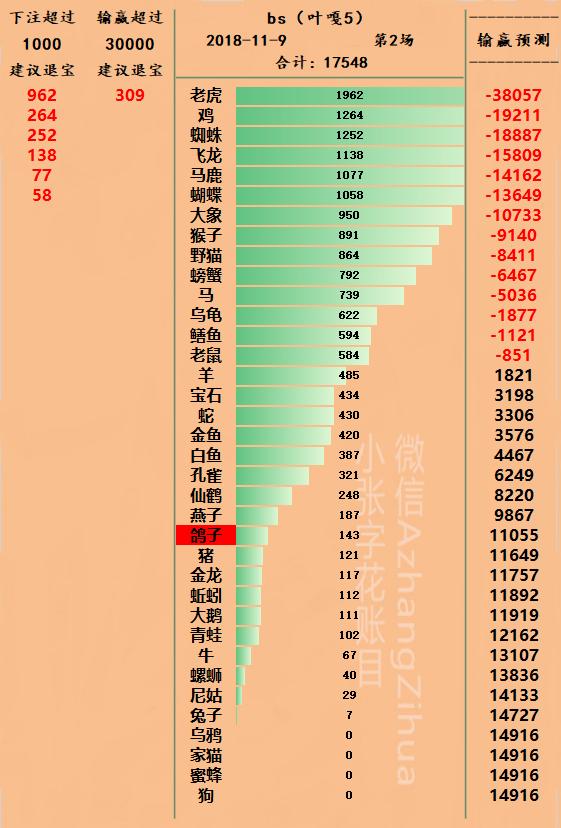 下注超过 输赢超过 bs（叶嘎5） ----------
1000 30000 2018-11-9 第2场 输赢预测
建议退宝 建议退宝 合计：17548 ----------
962 309 老虎 1962 -38057
264 鸡 1264 -19211
252 蜘蛛 1252 -18887
138 飞龙 1138 -15809
77 马鹿 1077 -14162
58 蝴蝶 1058 -13649
大象 950 -10733
猴子 891 -9140
野猫 864 -8411
螃蟹 792 -6467
马 739 -5036
乌龟 622 -1877
鳝鱼 594 -1121
老鼠 584 -851
羊 485 1821
宝石 434 3198
蛇 430 3306
金鱼 420 3576
白鱼 387 4467
孔雀 321 6249
仙鹤 248 8220
燕子 187 9867
鸽子 143 11055
猪 121 11649
金龙 117 11757
蚯蚓 112 11892
大鹅 111 11919
青蛙 102 12162
牛 67 13107
螺蛳 40 13836
尼姑 29 14133
兔子 7 14727
乌鸦 0 14916
家猫 0 14916
蜜蜂 0 14916
狗 0 14916
微信AzhangZihua
小张字花账目